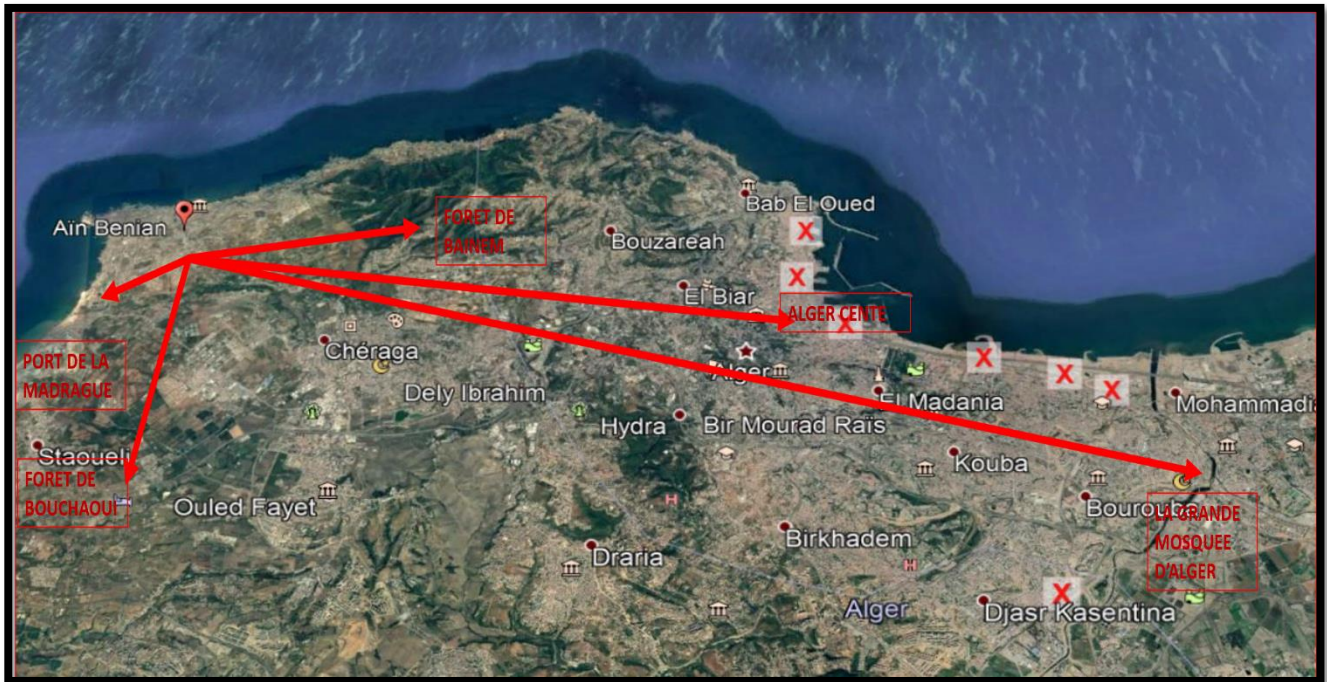 Bab El Oued
FORET DE
BAINEM
Aïn Benian
Bouzareah
X
X
El Biar
ALGER CENTE
X
PORT DE LA
MADRAGUE
Chéraga
Alger
X
X
X
Dely Ibrahim
El Madania
Mohammadia
Hydra
Bir Mourad Raïs
Staoueli
FORET DE
BOUCHAOUI
Kouba
Ouled Fayet
H
Bourouba
LA GRANDE
MOSQUEE
D'ALGER
Birkhadem
Draria
H
X
Alger
Djasr Kasentina